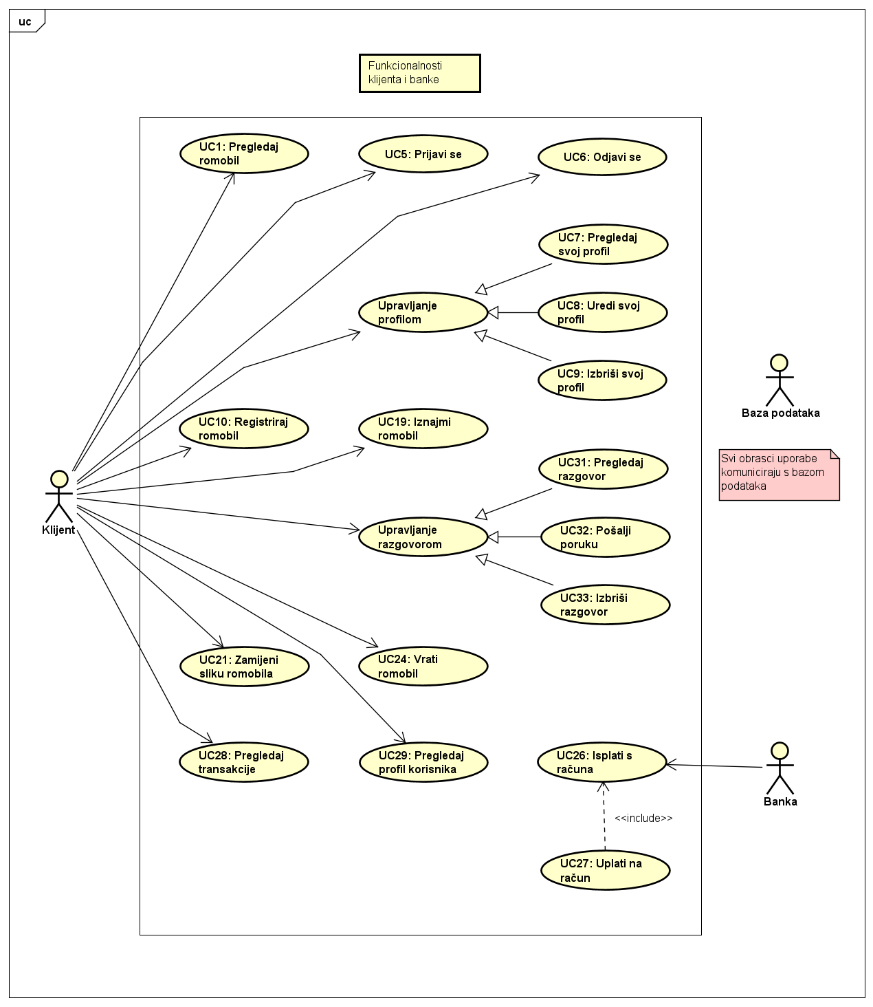 uc
Funkcionalnosti
klijenta i banke
UC1: Pregledaj
romobil
UC5: Prijavi se
UC6: Odjavi se
UC7: Pregledaj
svoj profil
Upravljanje
profilom
UC8: Uredi svoj
profil
UC9: Izbriši svoj
profil
Baza podataka
UC10: Registriraj
romobil
UC19: Iznajmi
romobil
Svi obrasci uporabe
komuniciraju s bazom
podataka
UC31: Pregledaj
razgovor
Klijent
Upravljanje
razgovorom
UC32: Pošalji
poruku
UC33: Izbriši
razgovor
UC21: Zamijeni
sliku romobila
UC24: Vrati
romobil
UC28: Pregledaj
transakcije
UC29: Pregledaj
profil korisnika
UC26: Isplati s
računa
Banka
<<include>>
UC27: Uplati na
račun